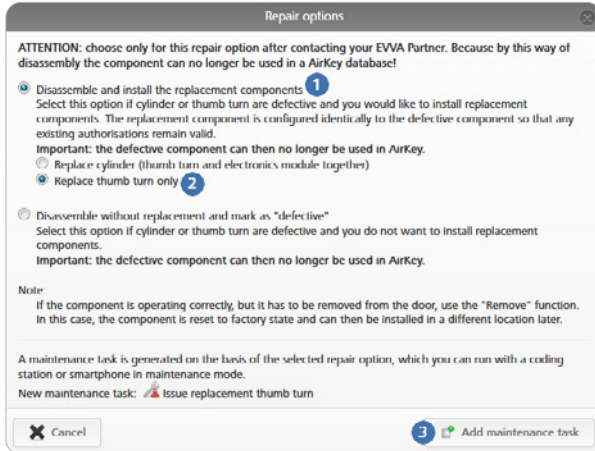 Repair options
ATTENTION: choose only for this repair option after contacting your EVVA Partner. Because by this way of
disassembly the component can no longer be used in a AirKey database!
Disassemble and install the replacement components 1
Select this option if cylinder or thumb turn are defective and you would like to install replacement
components. The replacement component is configured identically to the defective component so that any
existing authorisations remain valid.
Important: the defective component can then no longer be used in AirKey.
Replace cylinder (thumb turn and electronics module together)
Replace thumb turn only 2
Disassemble without replacement and mark as "defective"
Select this option if cylinder or thumb turn are defective and you do not want to install replacement
components.
Important: the defective component can then no longer be used in AirKey.
Note:
If the component is operating correctly, but it has to be removed from the door, use the "Remove" function.
In this case, the component is reset to factory state and can then be installed in a different location later.
A maintenance task is generated on the basis of the selected repair option, which you can run with a coding
station or smartphone in maintenance mode.
New maintenance task: Issue replacement thumb turn
Cancel
3 Add maintenance task